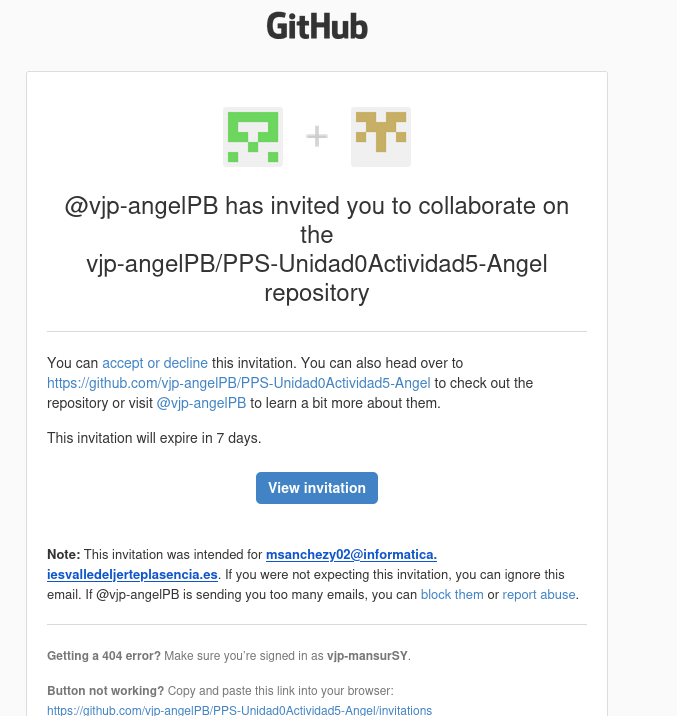 GitHub
@vjp-angelPB has invited you to collaborate on
the
vjp-angelPB/PPS-Unidad0Actividad5-Angel
repository
You can accept or decline this invitation. You can also head over to
https://github.com/vjp-angelPB/PPS-Unidad0Actividad5-Angel to check out the
repository or visit @vjp-angelPB to learn a bit more about them.
This invitation will expire in 7 days.
View invitation
Note: This invitation was intended for msanchezy02@informatica.
iesvalledeljerteplasencia.es. If you were not expecting this invitation, you can ignore this
email. If @vjp-angelPB is sending you too many emails, you can block them or report abuse.
Getting a 404 error? Make sure you’re signed in as vjp-mansurSY.
Button not working? Copy and paste this link into your browser:
https://github.com/vjp-angelPB/PPS-Unidad0Actividad5-Angel/invitations